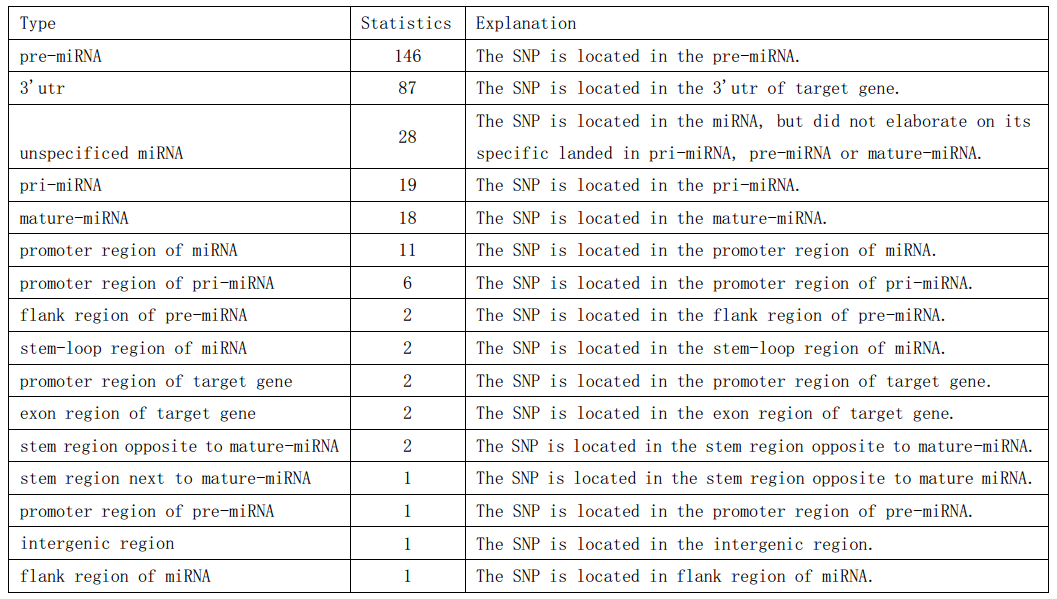 Type Statistics Explanation
pre-miRNA 146 The SNP is located in the pre-miRNA.
3'utr 87 The SNP is located in the 3'utr of target gene.
unspecificed miRNA 28 The SNP is located in the miRNA, but did not elaborate on its
specific landed in pri-miRNA, pre-miRNA or mature-miRNA.
pri-miRNA 19 The SNP is located in the pri-miRNA.
mature-miRNA 18 The SNP is located in the mature-miRNA.
promoter region of miRNA 11 The SNP is located in the promoter region of miRNA.
promoter region of pri-miRNA 6 The SNP is located in the promoter region of pri-miRNA.
flank region of pre-miRNA 2 The SNP is located in the flank region of pre-miRNA.
stem-loop region of miRNA 2 The SNP is located in the stem-loop region of miRNA.
promoter region of target gene 2 The SNP is located in the promoter region of target gene.
exon region of target gene 2 The SNP is located in the exon region of target gene.
stem region opposite to mature-miRNA 2 The SNP is located in the stem region opposite to mature-miRNA.
stem region next to mature-miRNA 1 The SNP is located in the stem region opposite to mature miRNA.
promoter region of pre-miRNA 1 The SNP is located in the promoter region of pre-miRNA.
intergenic region 1 The SNP is located in the intergenic region.
flank region of miRNA 1 The SNP is located in flank region of miRNA.